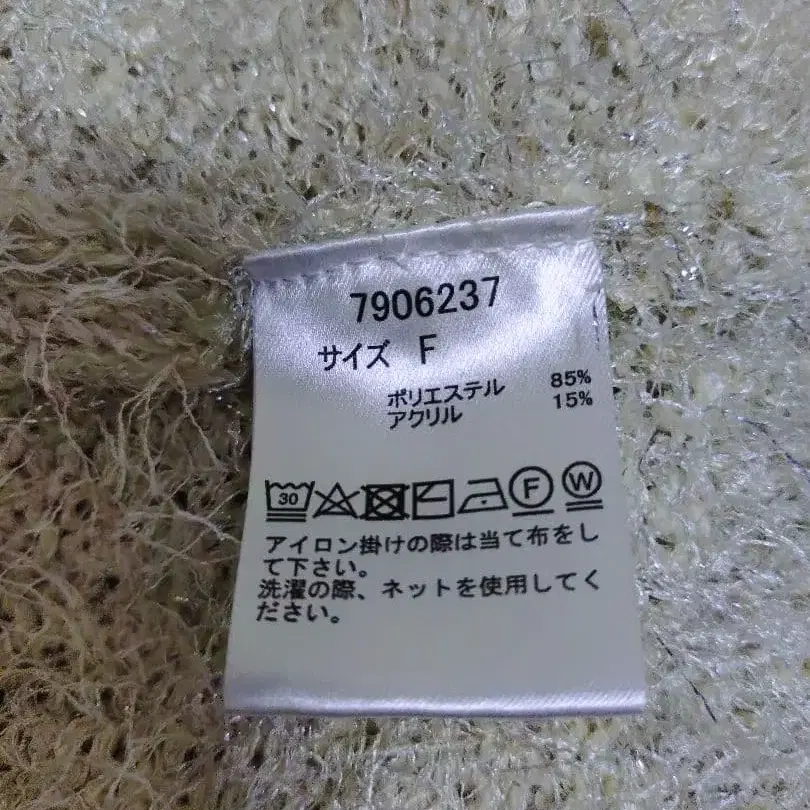 7906237
サイズ F
ポリエステル 85%
アクリル 15%
30 F W
アイロン掛けの際は当て布をし
て下さい。
洗濯の際、ネットを使用してく
ださい。